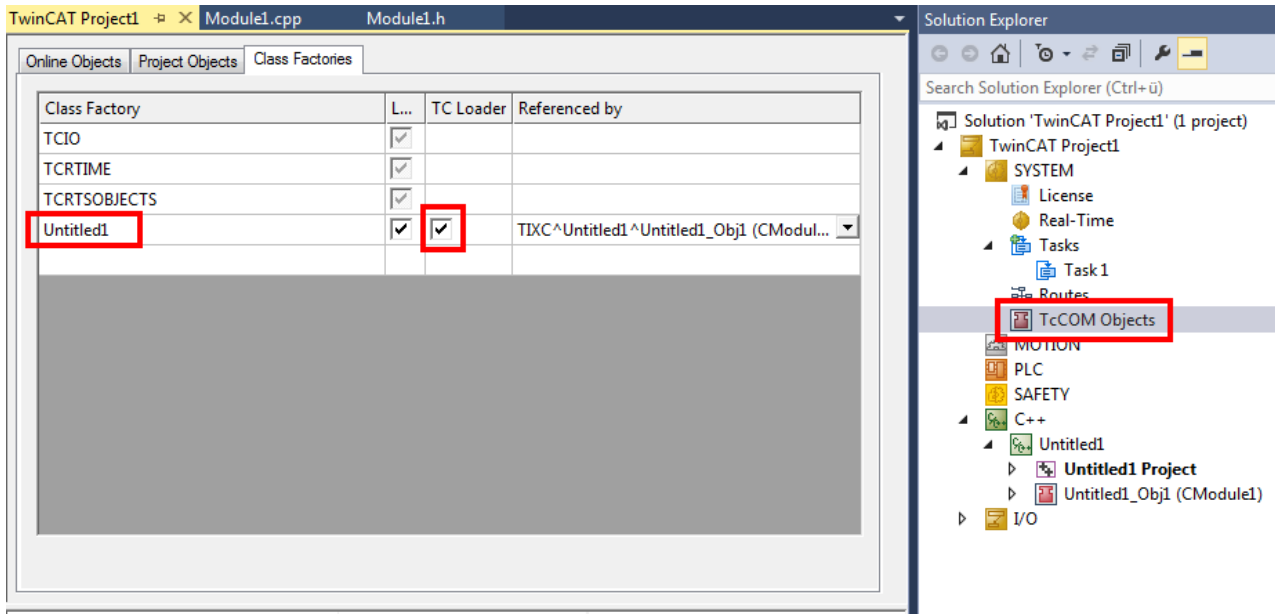 TwinCAT Project1
Module1.cpp
Module1.h
Online Objects
Project Objects
Class Factories
Class Factory
L...
TC Loader
Referenced by
TCIO
TCRTIME
TCRTSOBJECTS
Untitled1
TIXC^Untitled1^Untitled1_Obj1 (CModul...
Solution Explorer
Search Solution Explorer (Ctrl+ü)
Solution 'TwinCAT Project1' (1 project)
TwinCAT Project1
SYSTEM
License
Real-Time
Tasks
Task 1
Routes
TcCOM Objects
MOTION
PLC
SAFETY
C++
Untitled1
Untitled1 Project
Untitled1_Obj1 (CModule1)
I/O